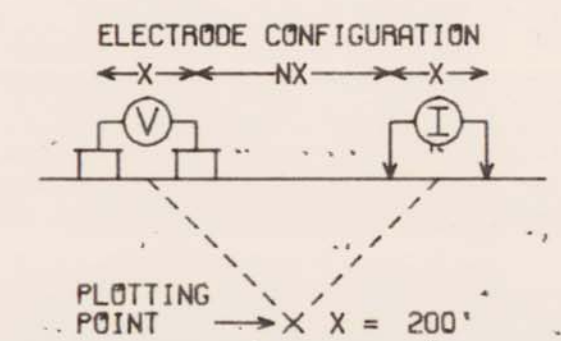 ELECTRODE CONFIGURATION
X NX X
V I
PLOTTING
POINT X X = 200'